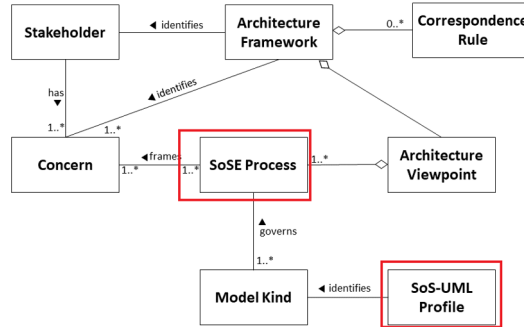 Stakeholder
◄ identifies
Architecture
Framework
0..*
Correspondence
Rule
has
▼
◄ identifies
1..*
1..*
Concern
◄ frames
1..*
1..*
SoSE Process
1..*
Architecture
Viewpoint
▲
governs
1..*
Model Kind
◄ identifies
SoS-UML
Profile